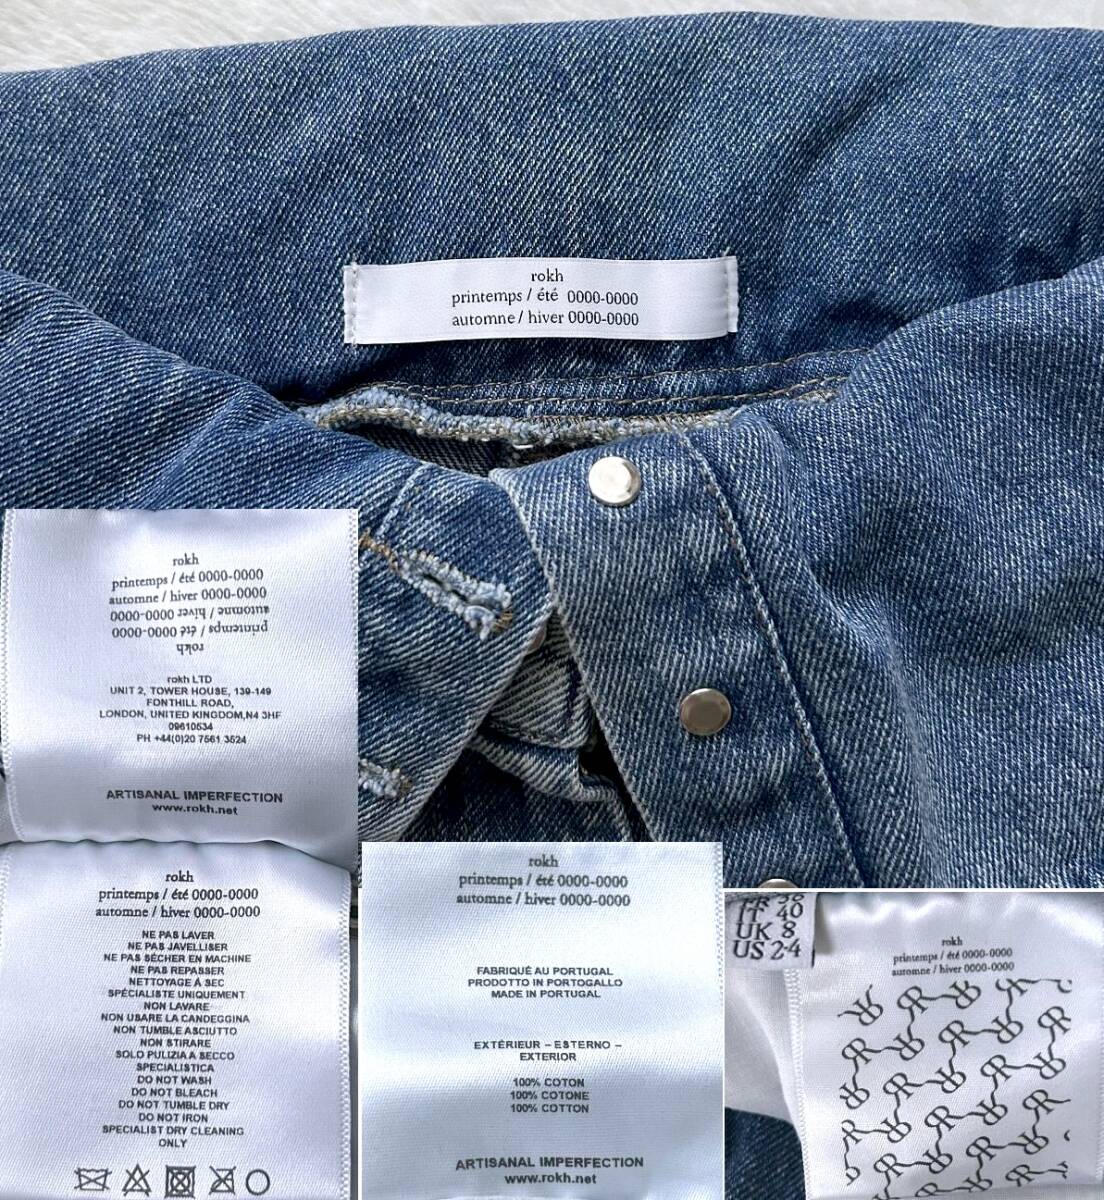 rokh
printemps / été 0000-0000
automne / hiver 0000-0000
rokh
printemps / été 0000-0000
automne / hiver 0000-0000
automne / hiver 0000-0000
printemps / été 0000-0000
rokh
rokh LTD
UNIT 2, TOWER HOUSE, 139-149
FONTHILL ROAD,
LONDON, UNITED KINGDOM,N4 3HF
09610534
PH +44(0)20 7561 3524
ARTISANAL IMPERFECTION
www.rokh.net
rokh
printemps / été 0000-0000
automne / hiver 0000-0000
NE PAS LAVER
NE PAS JAVELLISER
NE PAS SÉCHER EN MACHINE
NE PAS REPASSER
NETTOYAGE À SEC
SPÉCIALISTE UNIQUEMENT
NON LAVARE
NON USARE LA CANDEGGINA
NON TUMBLE ASCIUTTO
NON STIRARE
SOLO PULIZIA A SECCO
SPECIALISTICA
DO NOT WASH
DO NOT BLEACH
DO NOT TUMBLE DRY
DO NOT IRON
SPECIALIST DRY CLEANING
ONLY
rokh
printemps / été 0000-0000
automne / hiver 0000-0000
FABRIQUÉ AU PORTUGAL
PRODOTTO IN PORTOGALLO
MADE IN PORTUGAL
EXTÉRIEUR – ESTERNO –
EXTERIOR
100% COTON
100% COTONE
100% COTTON
ARTISANAL IMPERFECTION
www.rokh.net
IT 40
UK 8
US 2-4
rokh
printemps / été 0000-0000
automne / hiver 0000-0000